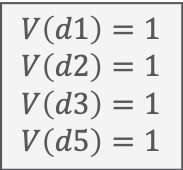 V(d1) = 1
V(d2) = 1
V(d3) = 1
V(d5) = 1